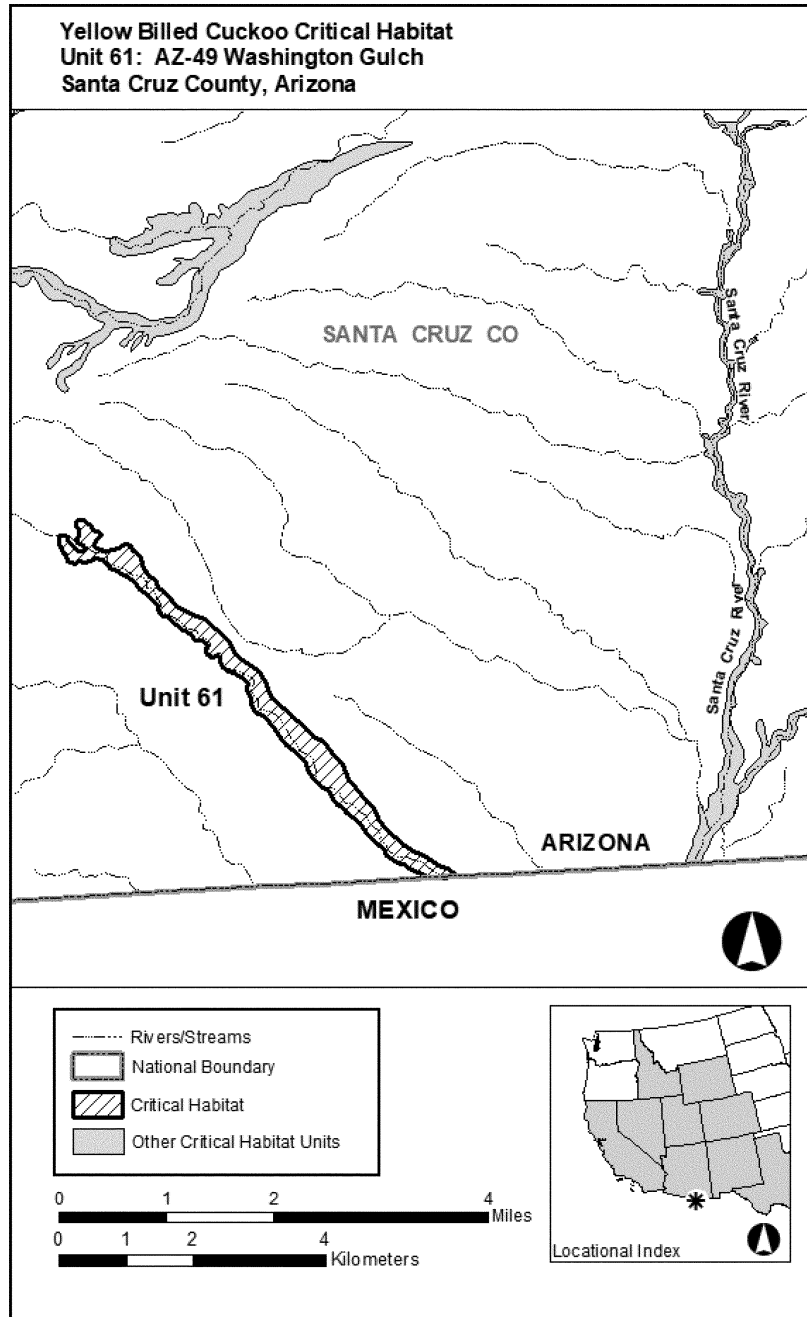 Yellow Billed Cuckoo Critical Habitat
Unit 61: AZ-49 Washington Gulch
Santa Cruz County, Arizona
SANTA CRUZ CO
Santa Cruz River
Santa Cruz River
Unit 61
ARIZONA
MEXICO
Rivers/Streams
National Boundary
Critical Habitat
Other Critical Habitat Units
0 1 2 4
Miles
0 1 2 4
Kilometers
Locational Index